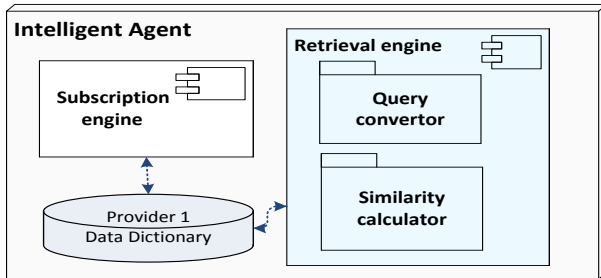 Intelligent Agent
Subscription
engine
Provider 1
Data Dictionary
Retrieval engine
Query
convertor
Similarity
calculator